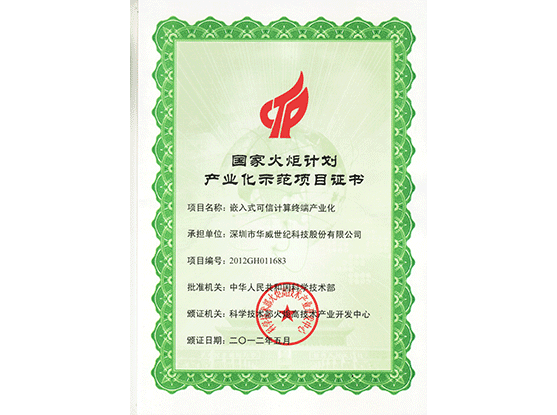 CTP
国家火炬计划
产业化示范项目证书
项目名称：嵌入式可信计算终端产业化
承担单位：深圳市华威世纪科技股份有限公司
项目编号：2012GH011683
批准机关：中华人民共和国科学技术部
颁证机关：科学技术部火炬高技术产业开发中心
颁证日期：二〇一二年五月